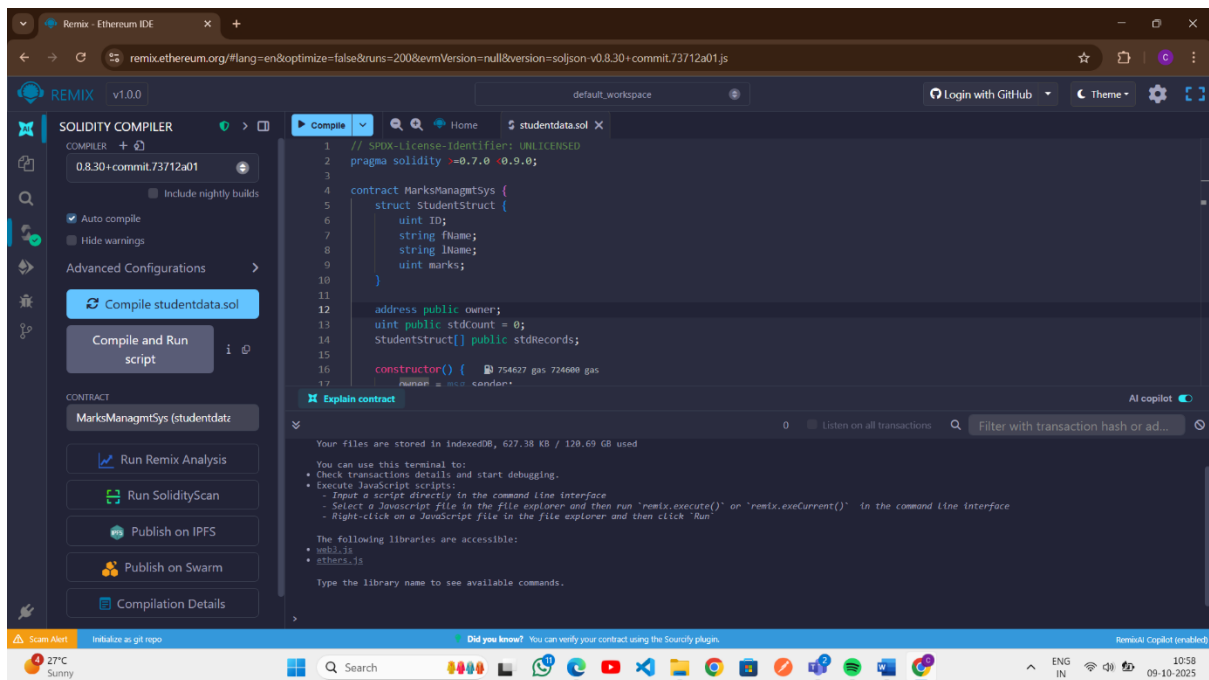 Remix - Ethereum IDE
remix.ethereum.org/#lang=en&optimize=false&runs=200&evmVersion=null&version=soljson-v0.8.30+commit.73712a01.js
C
REMIX v1.0.0
default_workspace
Login with GitHub
Theme
AI
SOLIDITY COMPILER
COMPILER
0.8.30+commit.73712a01
Include nightly builds
Auto compile
Hide warnings
Advanced Configurations
Compile studentdata.sol
Compile and Run script
i
CONTRACT
MarksManagmtSys (studentdata
Run Remix Analysis
Run SolidityScan
Publish on IPFS
Publish on Swarm
Compilation Details
Compile
Home
studentdata.sol
1 // SPDX-License-Identifier: UNLICENSED
2 pragma solidity >=0.7.0 <0.9.0;
3
4 contract MarksManagmtSys {
5 struct StudentStruct {
6 uint ID;
7 string fName;
8 string lName;
9 uint marks;
10 }
11
12 address public owner;
13 uint public stdCount = 0;
14 StudentStruct[] public stdRecords;
15
16 constructor() { 754627 gas 724600 gas
17 owner = msg.sender;
Explain contract
AI copilot
0
Listen on all transactions
Filter with transaction hash or ad...
Your files are stored in indexedDB, 627.38 KB / 120.69 GB used
You can use this terminal to:
• Check transactions details and start debugging.
• Execute JavaScript scripts:
- Input a script directly in the command line interface
- Select a Javascript file in the file explorer and then run `remix.execute()` or `remix.exeCurrent()` in the command line interface
- Right-click on a JavaScript file in the file explorer and then click `Run`
The following libraries are accessible:
• web3.js
• ethers.js
Type the library name to see available commands.
>
Scam Alert
Initialize as git repo
Did you know? You can verify your contract using the Sourcify plugin.
RemixAI Copilot (enabled)
27°C
Sunny
Search
ENG
IN
10:58
09-10-2025